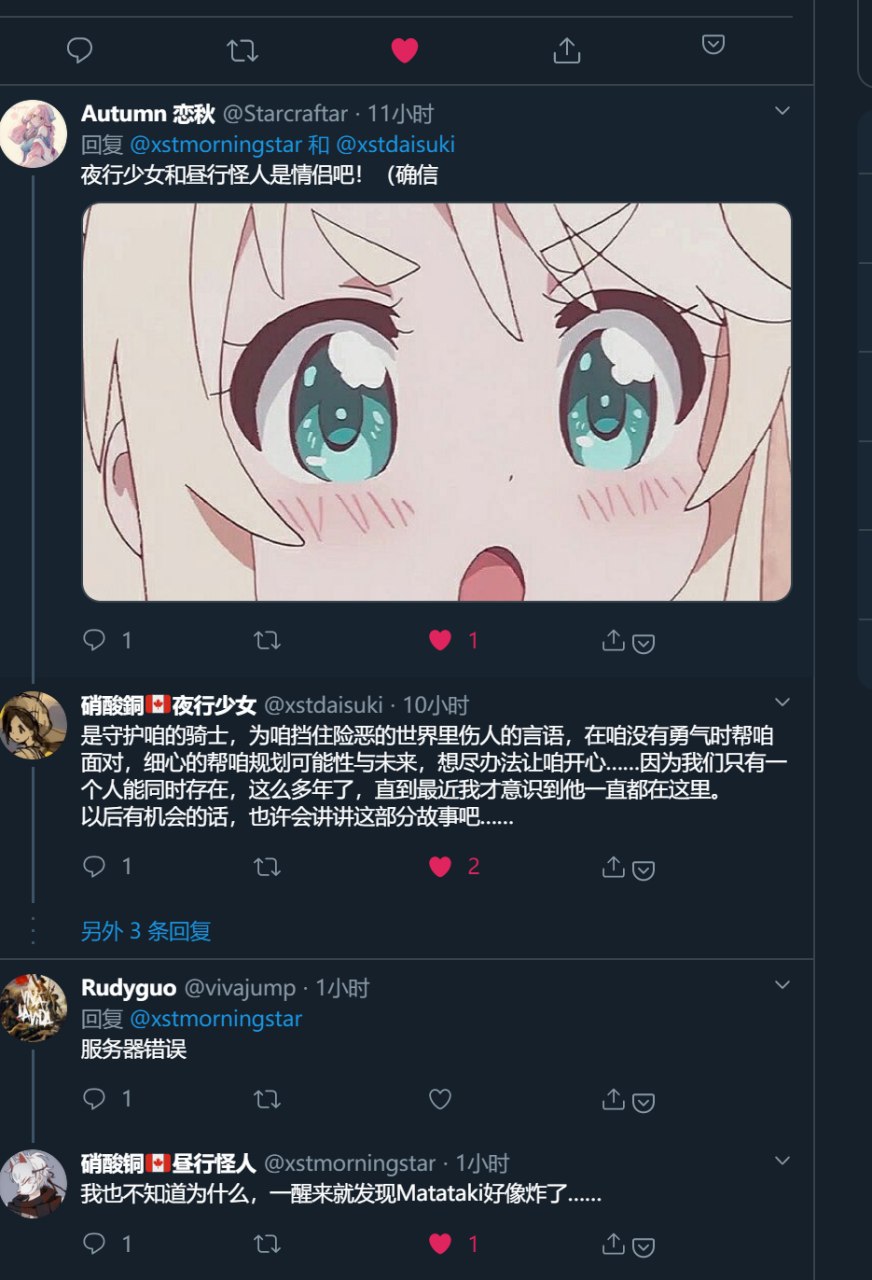 Autumn 恋秋 @Starcraftar · 11小时
回复 @xstmorningstar 和 @xstdaisuki
夜行少女和昼行怪人是情侣吧！（确信
1 1
硝酸銅🇨🇦夜行少女 @xstdaisuki · 10小时
是守护咱的骑士，为咱挡住险恶的世界里伤人的言语，在咱没有勇气时帮咱
面对，细心的帮咱规划可能性与未来，想尽办法让咱开心......因为我们只有一
个人能同时存在，这么多年了，直到最近我才意识到他一直都在这里。
以后有机会的话，也许会讲讲这部分故事吧......
1 2
另外 3 条回复
Rudyguo @vivajump · 1小时
回复 @xstmorningstar
服务器错误
1
硝酸铜🇨🇦昼行怪人 @xstmorningstar · 1小时
我也不知道为什么，一醒来就发现Matataki好像炸了......
1 1